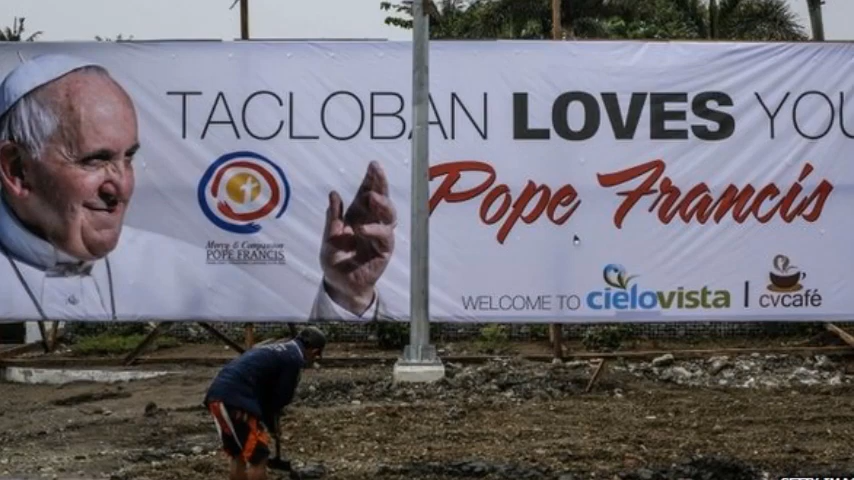 TACLOBAN LOVES YOU
Pope Francis
Mercy & Compassion
POPE FRANCIS
WELCOME TO cielovista | cvcafé